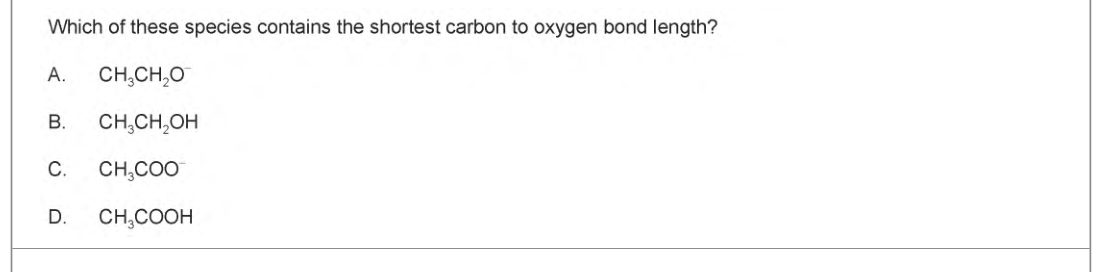 Which of these species contains the shortest carbon to oxygen bond length?
A. CH₃CH₂O⁻
B. CH₃CH₂OH
C. CH₃COO⁻
D. CH₃COOH